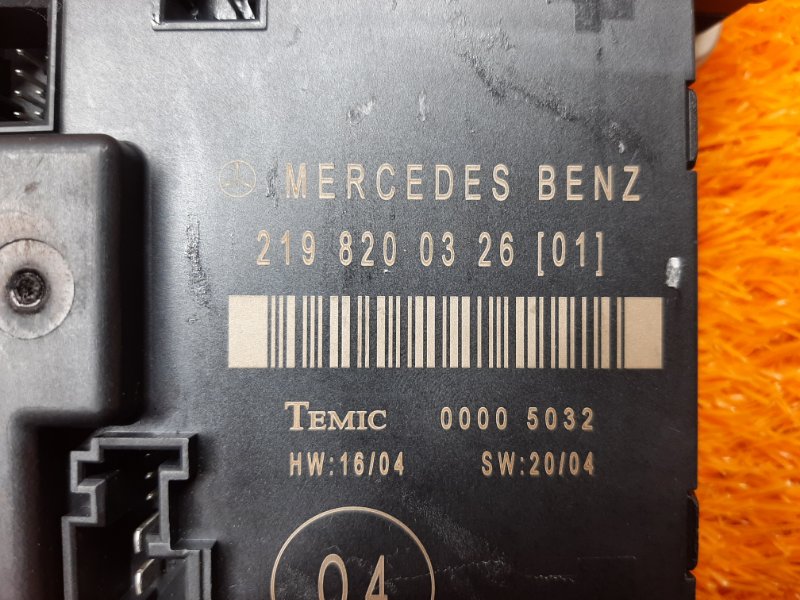 MERCEDES BENZ
219 820 03 26 [01]
TEMIC 0000 5032
HW:16/04 SW:20/04
04